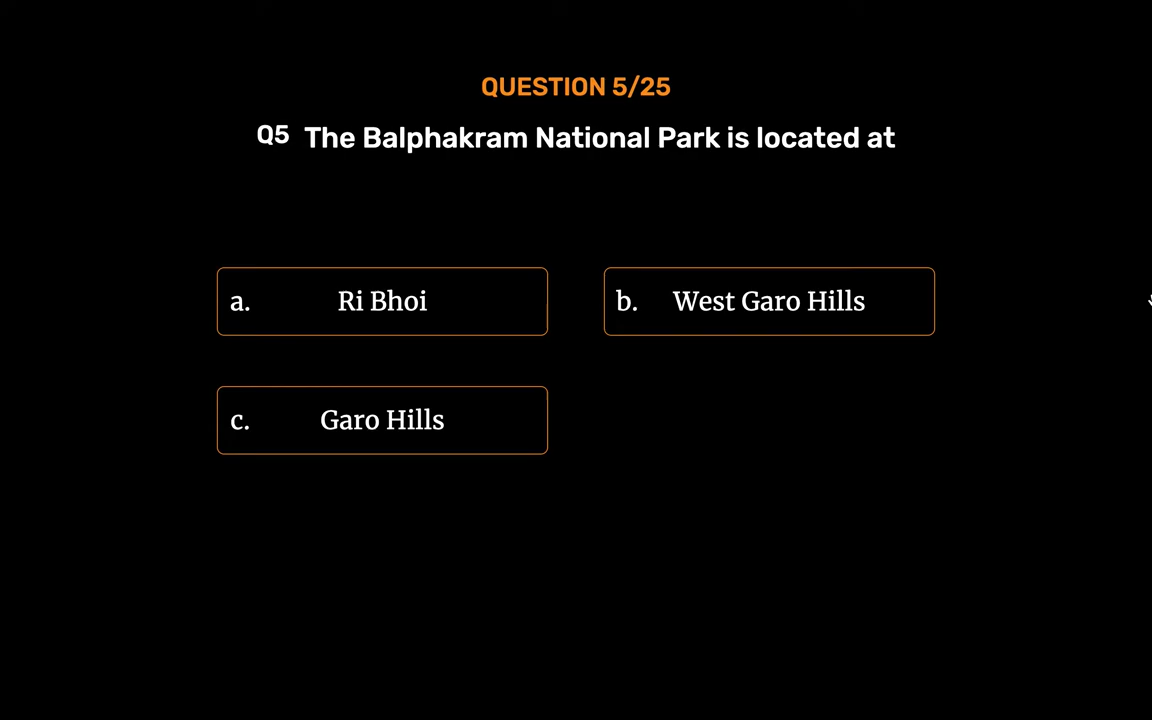 QUESTION 5/25
Q5 The Balphakram National Park is located at
a. Ri Bhoi
b. West Garo Hills
c. Garo Hills